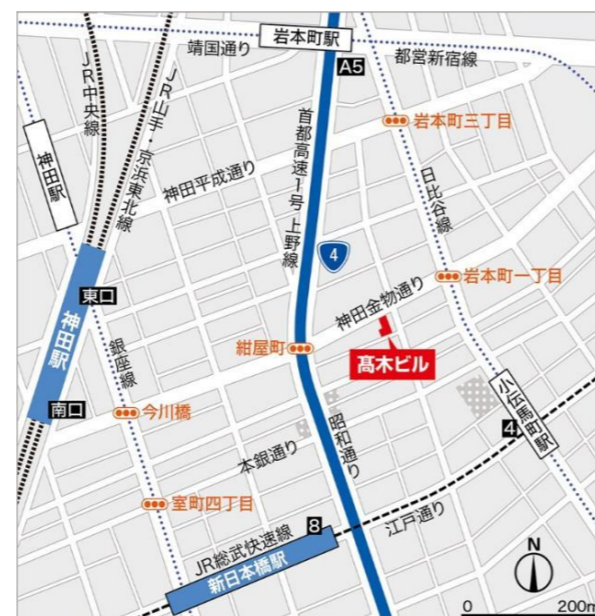 岩本町駅
靖国通り
A5
都営新宿線
JR中央線
JR山手・京浜東北線
首都高速1号 上野線
岩本町三丁目
神田駅
神田平成通り
日比谷線
4
岩本町一丁目
東口
神田金物通り
神田駅
銀座線
紺屋町
髙木ビル
南口
今川橋
昭和通り
小伝馬町駅
本銀通り
4
室町四丁目
8
江戸通り
JR総武快速線
新日本橋駅
N
0 200m